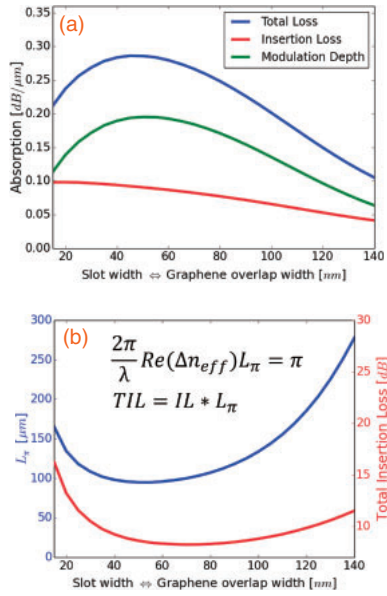 (a)
Total Loss
Insertion Loss
Modulation Depth
Absorption [dB/μm]
0.35
0.30
0.25
0.20
0.15
0.10
0.05
0.00
20 40 60 80 100 120 140
Slot width ⇔ Graphene overlap width [nm]
(b)
2π/λ Re(Δn_eff)L_π = π
TIL = IL * L_π
L_π [μm]
300
250
200
150
100
50
0
Total Insertion Loss [dB]
30
25
20
15
10
20 40 60 80 100 120 140
Slot width ⇔ Graphene overlap width [nm]